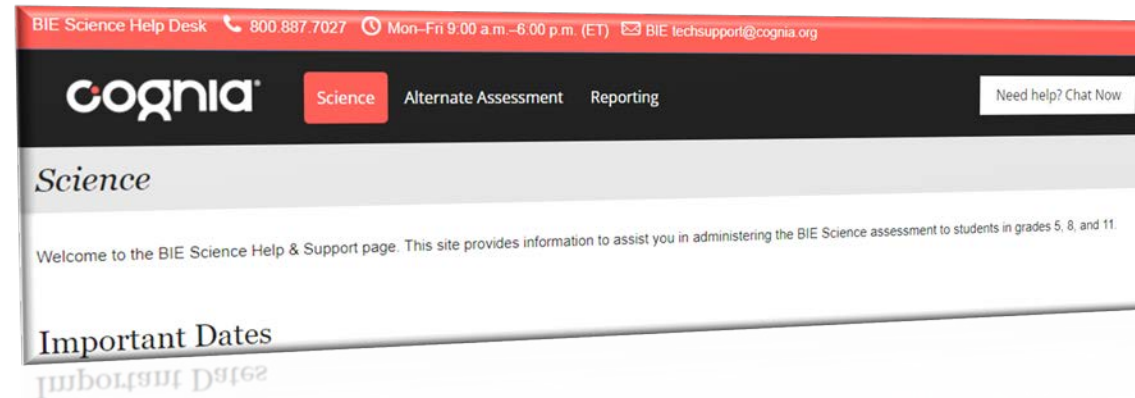 BIE Science Help Desk 800.887.7027 Mon–Fri 9:00 a.m.–6:00 p.m. (ET) BIE techsupport@cognia.org
cognia Science Alternate Assessment Reporting Need help? Chat Now
Science
Welcome to the BIE Science Help & Support page. This site provides information to assist you in administering the BIE Science assessment to students in grades 5, 8, and 11.
Important Dates